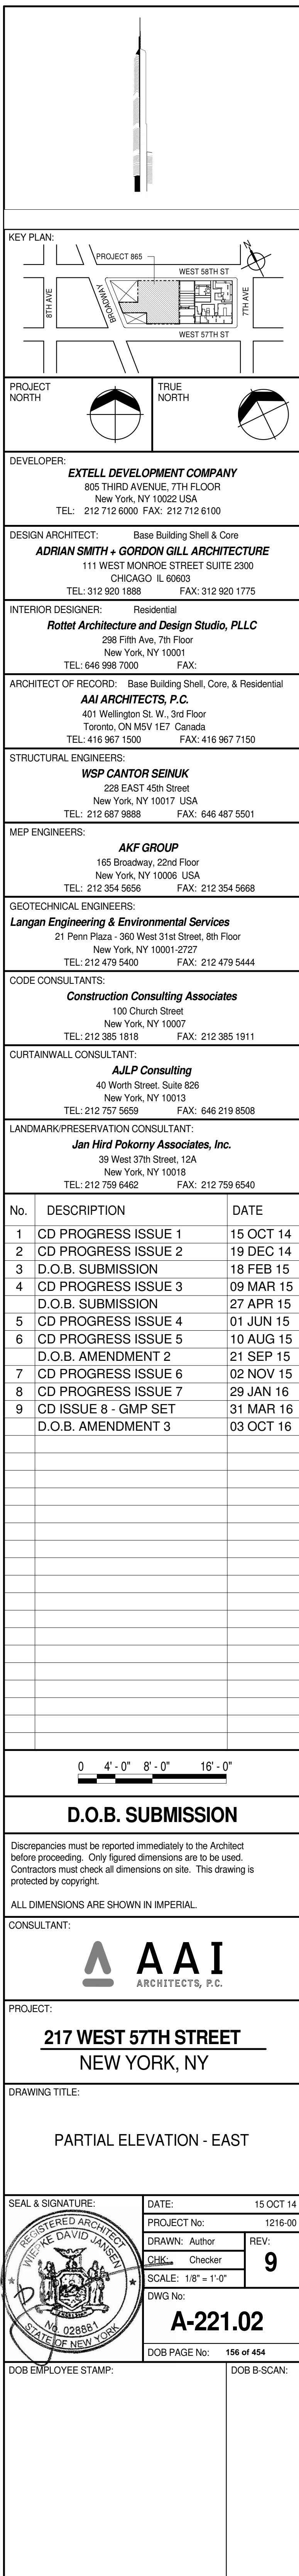 KEY PLAN:
N
PROJECT 865
WEST 58TH ST
8TH AVE
BROADWAY
7TH AVE
WEST 57TH ST
PROJECT NORTH
TRUE NORTH
DEVELOPER:
EXTELL DEVELOPMENT COMPANY
805 THIRD AVENUE, 7TH FLOOR
New York, NY 10022 USA
TEL: 212 712 6000 FAX: 212 712 6100
DESIGN ARCHITECT: Base Building Shell & Core
ADRIAN SMITH + GORDON GILL ARCHITECTURE
111 WEST MONROE STREET SUITE 2300
CHICAGO IL 60603
TEL: 312 920 1888 FAX: 312 920 1775
INTERIOR DESIGNER: Residential
Rottet Architecture and Design Studio, PLLC
298 Fifth Ave, 7th Floor
New York, NY 10001
TEL: 646 998 7000 FAX:
ARCHITECT OF RECORD: Base Building Shell, Core, & Residential
AAI ARCHITECTS, P.C.
401 Wellington St. W., 3rd Floor
Toronto, ON M5V 1E7 Canada
TEL: 416 967 1500 FAX: 416 967 7150
STRUCTURAL ENGINEERS:
WSP CANTOR SEINUK
228 EAST 45th Street
New York, NY 10017 USA
TEL: 212 687 9888 FAX: 646 487 5501
MEP ENGINEERS:
AKF GROUP
165 Broadway, 22nd Floor
New York, NY 10006 USA
TEL: 212 354 5656 FAX: 212 354 5668
GEOTECHNICAL ENGINEERS:
Langan Engineering & Environmental Services
21 Penn Plaza - 360 West 31st Street, 8th Floor
New York, NY 10001-2727
TEL: 212 479 5400 FAX: 212 479 5444
CODE CONSULTANTS:
Construction Consulting Associates
100 Church Street
New York, NY 10007
TEL: 212 385 1818 FAX: 212 385 1911
CURTAINWALL CONSULTANT:
AJLP Consulting
40 Worth Street. Suite 826
New York, NY 10013
TEL: 212 757 5659 FAX: 646 219 8508
LANDMARK/PRESERVATION CONSULTANT:
Jan Hird Pokorny Associates, Inc.
39 West 37th Street, 12A
New York, NY 10018
TEL: 212 759 6462 FAX: 212 759 6540
No. DESCRIPTION DATE
1 CD PROGRESS ISSUE 1 15 OCT 14
2 CD PROGRESS ISSUE 2 19 DEC 14
3 D.O.B. SUBMISSION 18 FEB 15
4 CD PROGRESS ISSUE 3 09 MAR 15
D.O.B. SUBMISSION 27 APR 15
5 CD PROGRESS ISSUE 4 01 JUN 15
6 CD PROGRESS ISSUE 5 10 AUG 15
D.O.B. AMENDMENT 2 21 SEP 15
7 CD PROGRESS ISSUE 6 02 NOV 15
8 CD PROGRESS ISSUE 7 29 JAN 16
9 CD ISSUE 8 - GMP SET 31 MAR 16
D.O.B. AMENDMENT 3 03 OCT 16
0 4' - 0" 8' - 0" 16' - 0"
D.O.B. SUBMISSION
Discrepancies must be reported immediately to the Architect
before proceeding. Only figured dimensions are to be used.
Contractors must check all dimensions on site. This drawing is
protected by copyright.
ALL DIMENSIONS ARE SHOWN IN IMPERIAL.
CONSULTANT:
AAI
ARCHITECTS, P.C.
PROJECT:
217 WEST 57TH STREET
NEW YORK, NY
DRAWING TITLE:
PARTIAL ELEVATION - EAST
SEAL & SIGNATURE:
REGISTERED ARCHITECT
DAVID JANSEN
No. 028881
STATE OF NEW YORK
DATE: 15 OCT 14
PROJECT No: 1216-00
DRAWN: Author
REV:
CHK: Checker
9
SCALE: 1/8" = 1'-0"
DWG No:
A-221.02
DOB PAGE No: 156 of 454
DOB EMPLOYEE STAMP:
DOB B-SCAN: